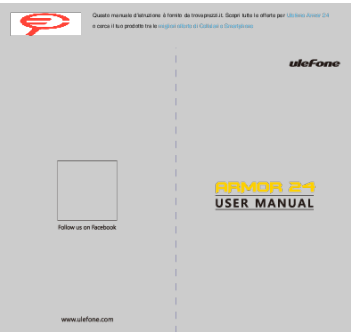 Questo manuale d'istruzione è fornito da trovaprezzi.it. Scopri tutte le offerte per Ulefone Armor 24
o cerca il tuo prodotto tra le migliori offerte di Cellulari e Smartphone
ulefone
ARMOR 24
USER MANUAL
Follow us on Facebook
www.ulefone.com